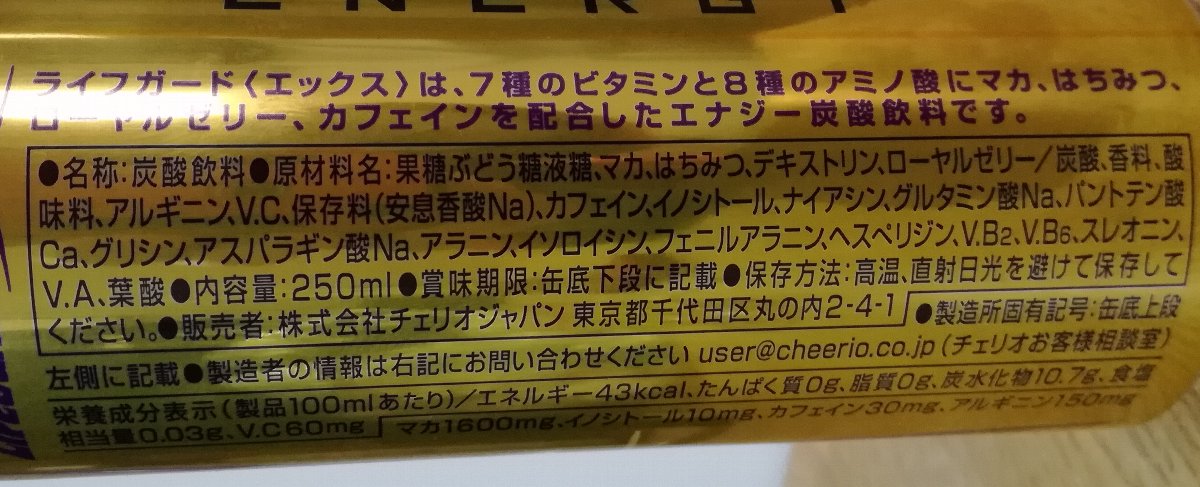 ENERGY
ライフガード〈エックス〉は、7種のビタミンと8種のアミノ酸にマカ、はちみつ、
ローヤルゼリー、カフェインを配合したエナジー炭酸飲料です。
●名称:炭酸飲料●原材料名:果糖ぶどう糖液糖、マカ、はちみつ、デキストリン、ローヤルゼリー/炭酸、香料、酸
味料、アルギニン、V.C、保存料(安息香酸Na)、カフェイン、イノシトール、ナイアシン、グルタミン酸Na、パントテン酸
Ca、グリシン、アスパラギン酸Na、アラニン、イソロイシン、フェニルアラニン、ヘスペリジン、V.B2、V.B6、スレオニン、
V.A、葉酸●内容量:250ml●賞味期限:缶底下段に記載●保存方法:高温、直射日光を避けて保存して
ください。●販売者:株式会社チェリオジャパン 東京都千代田区丸の内2-4-1
●製造所固有記号:缶底上段
左側に記載●製造者の情報は右記にお問い合わせください user@cheerio.co.jp(チェリオお客様相談室)
栄養成分表示(製品100mlあたり)/エネルギー43kcal、たんぱく質0g、脂質0g、炭水化物10.7g、食塩
相当量0.03g、V.C60mg
マカ1600mg、イノシトール10mg、カフェイン30mg、アルギニン150mg